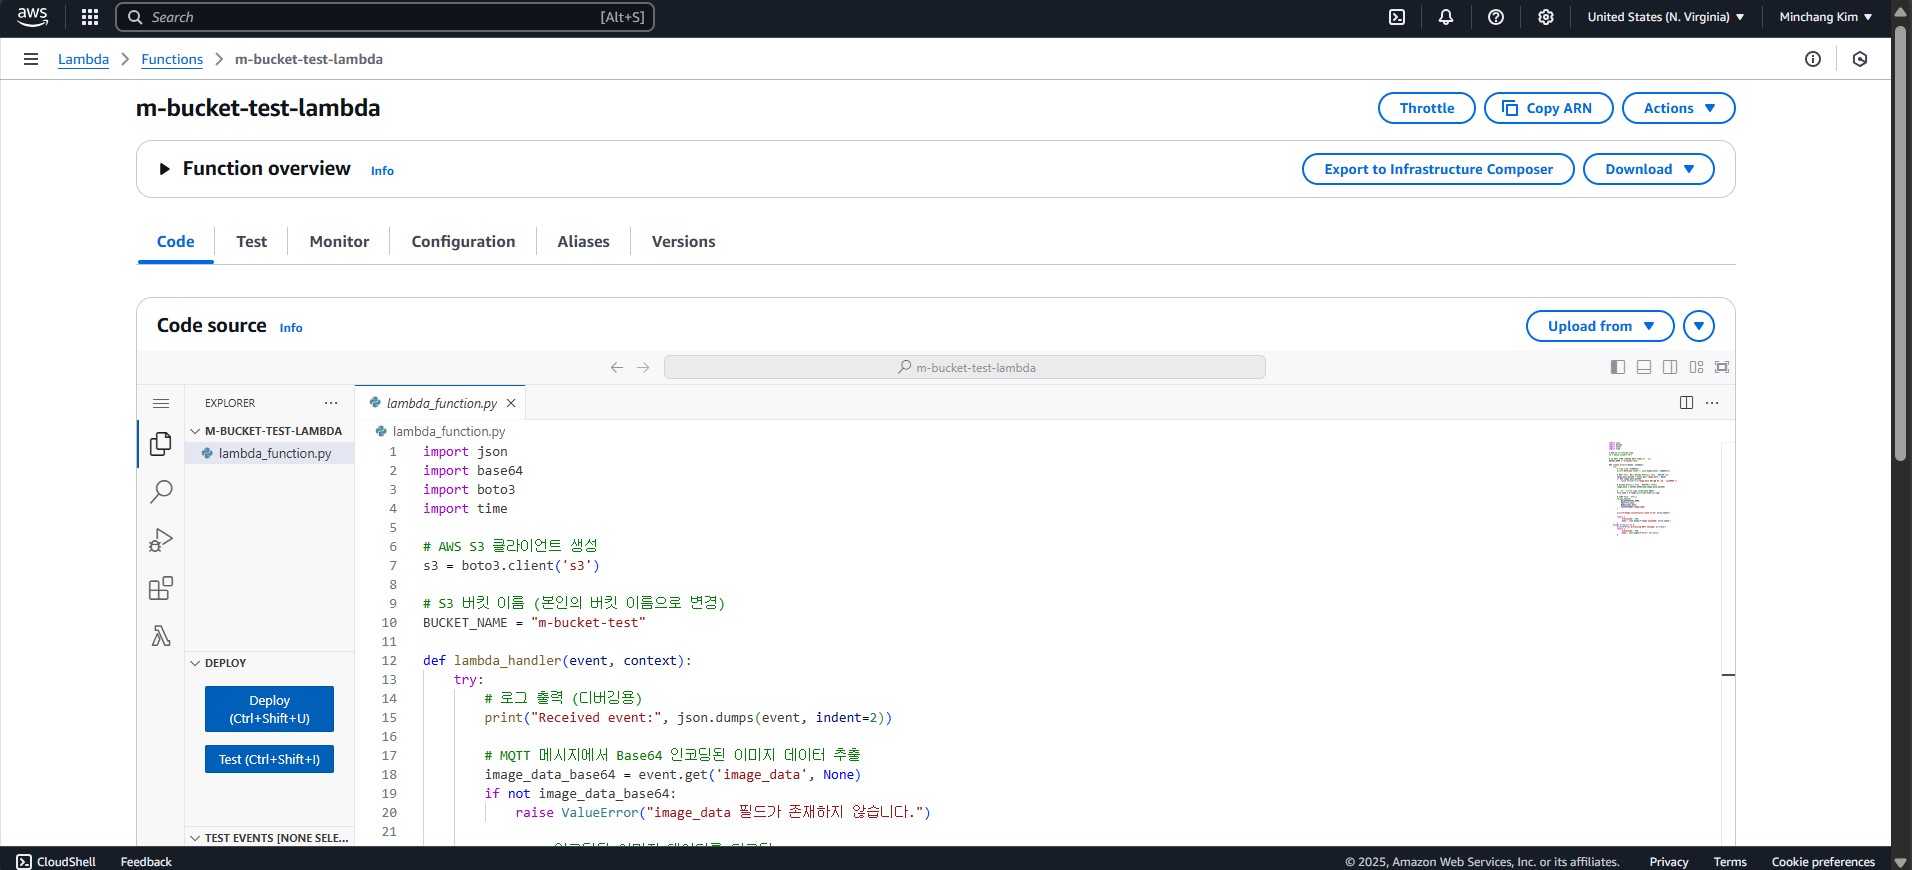 aws
Search [Alt+S]
United States (N. Virginia)
Minchang Kim
Lambda
Functions
m-bucket-test-lambda
m-bucket-test-lambda
Throttle
Copy ARN
Actions
Function overview Info
Export to Infrastructure Composer
Download
Code
Test
Monitor
Configuration
Aliases
Versions
Code source Info
Upload from
m-bucket-test-lambda
EXPLORER
M-BUCKET-TEST-LAMBDA
lambda_function.py
DEPLOY
Deploy
(Ctrl+Shift+U)
Test (Ctrl+Shift+I)
TEST EVENTS [NONE SELE...
lambda_function.py
lambda_function.py
1 import json
2 import base64
3 import boto3
4 import time
5
6 # AWS S3 클라이언트 생성
7 s3 = boto3.client('s3')
8
9 # S3 버킷 이름 (본인의 버킷 이름으로 변경)
10 BUCKET_NAME = "m-bucket-test"
11
12 def lambda_handler(event, context):
13 try:
14 # 로그 출력 (디버깅용)
15 print("Received event:", json.dumps(event, indent=2))
16
17 # MQTT 메시지에서 Base64 인코딩된 이미지 데이터 추출
18 image_data_base64 = event.get('image_data', None)
19 if not image_data_base64:
20 raise ValueError("image_data 필드가 존재하지 않습니다.")
21
CloudShell
Feedback
© 2025, Amazon Web Services, Inc. or its affiliates.
Privacy
Terms
Cookie preferences